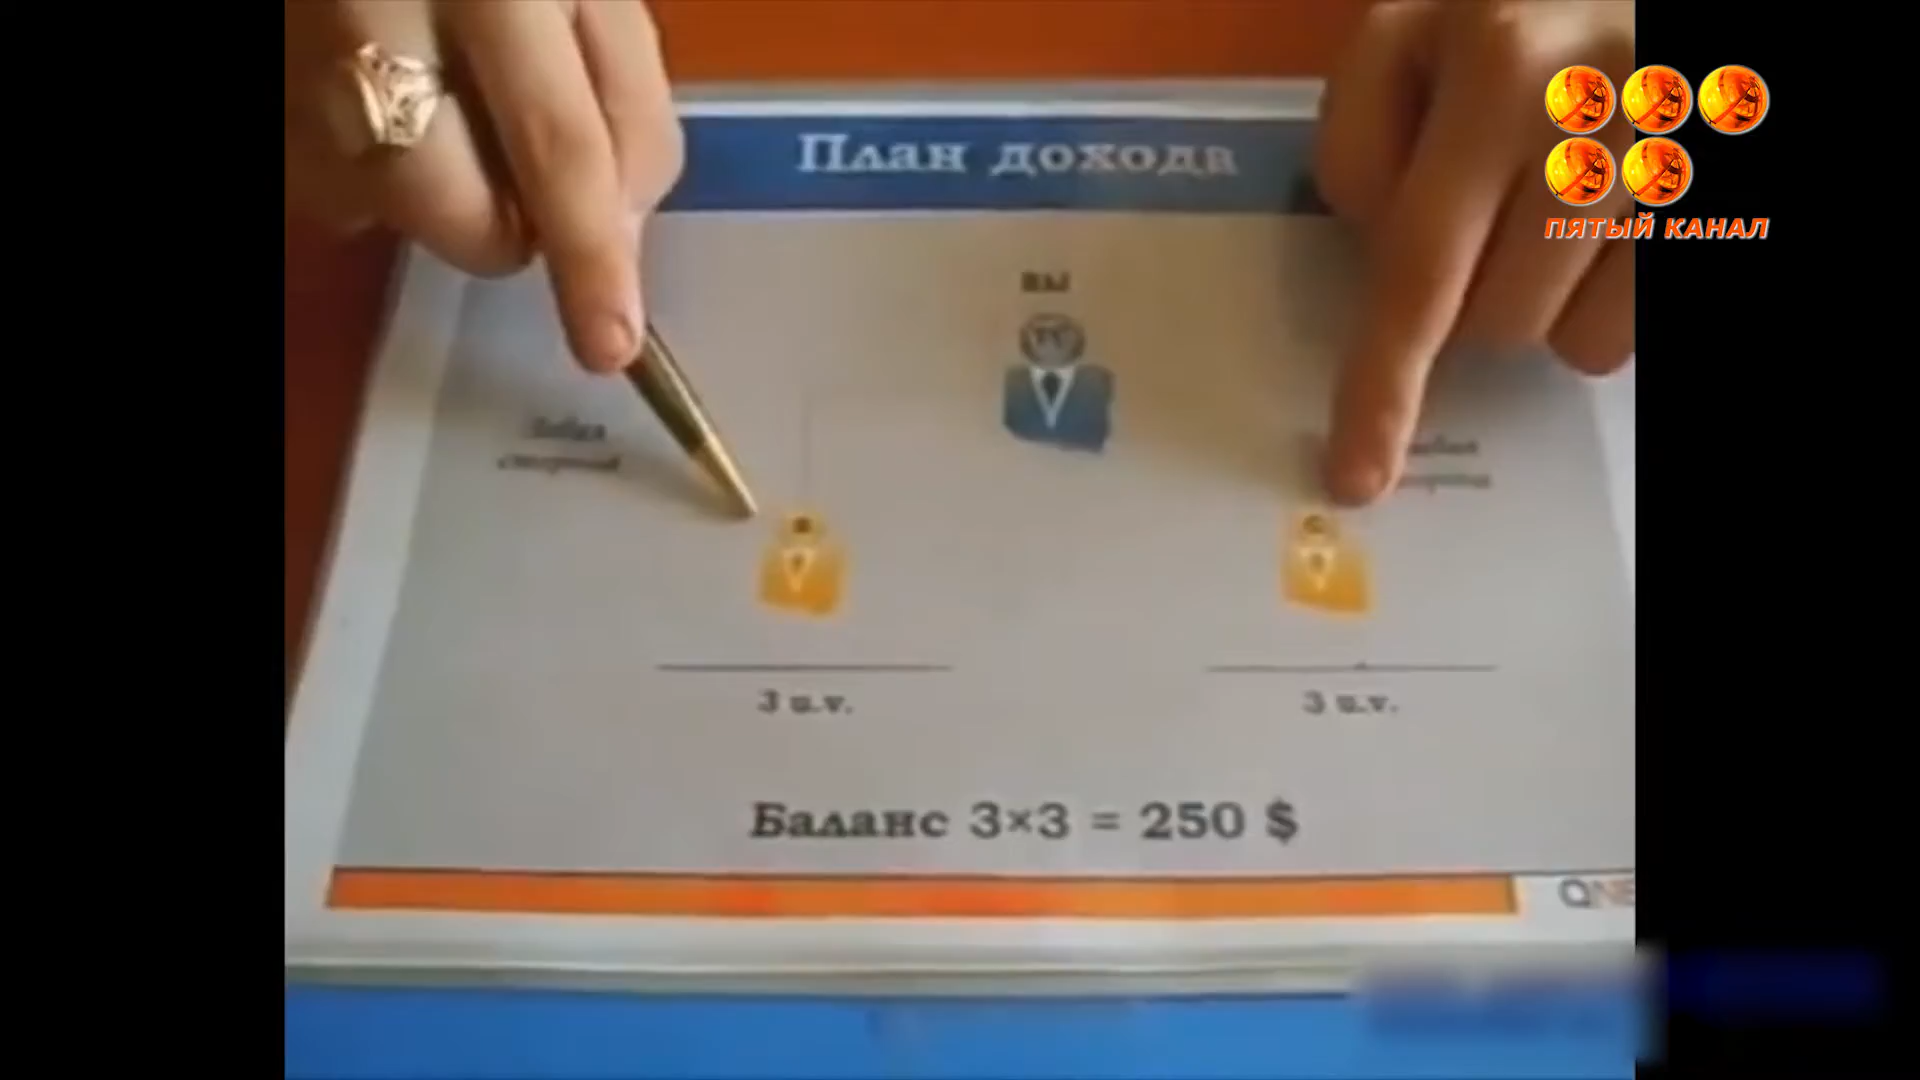 План дохода
ПЯТЫЙ КАНАЛ
ВЫ
3 u.v.
3 u.v.
Баланс 3×3 = 250 $